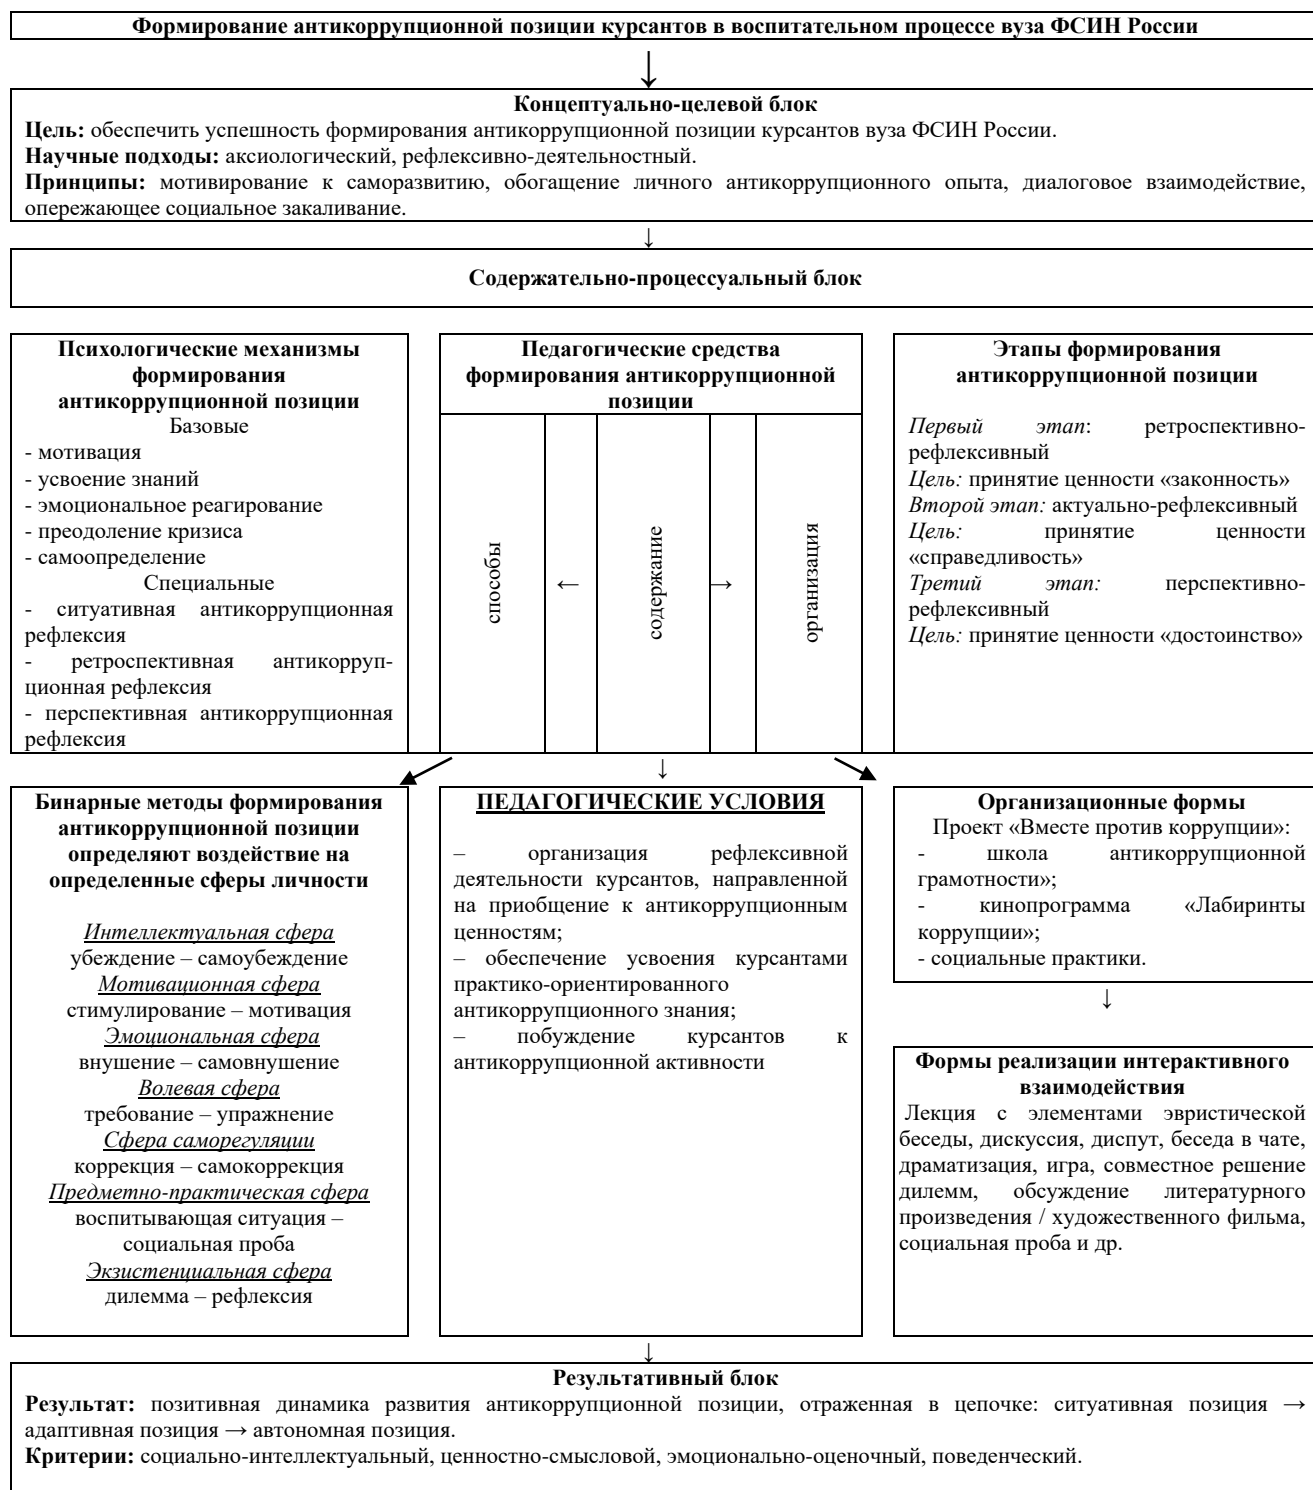 Формирование антикоррупционной позиции курсантов в воспитательном процессе вуза ФСИН России
↓
Концептуально-целевой блок
Цель: обеспечить успешность формирования антикоррупционной позиции курсантов вуза ФСИН России.
Научные подходы: аксиологический, рефлексивно-деятельностный.
Принципы: мотивирование к саморазвитию, обогащение личного антикоррупционного опыта, диалоговое взаимодействие,
опережающее социальное закаливание.
↓
Содержательно-процессуальный блок
Психологические механизмы
формирования
антикоррупционной позиции
Базовые
- мотивация
- усвоение знаний
- эмоциональное реагирование
- преодоление кризиса
- самоопределение
Специальные
- ситуативная антикоррупционная
рефлексия
- ретроспективная антикорруп-
ционная рефлексия
- перспективная антикоррупционная
рефлексия
Педагогические средства
формирования антикоррупционной
позиции
способы
←
содержание
→
организация
Этапы формирования
антикоррупционной позиции
Первый этап: ретроспективно-
рефлексивный
Цель: принятие ценности «законность»
Второй этап: актуально-рефлексивный
Цель: принятие ценности
«справедливость»
Третий этап: перспективно-
рефлексивный
Цель: принятие ценности «достоинство»
↓
Бинарные методы формирования
антикоррупционной позиции
определяют воздействие на
определенные сферы личности
Интеллектуальная сфера
убеждение – самоубеждение
Мотивационная сфера
стимулирование – мотивация
Эмоциональная сфера
внушение – самовнушение
Волевая сфера
требование – упражнение
Сфера саморегуляции
коррекция – самокоррекция
Предметно-практическая сфера
воспитывающая ситуация –
социальная проба
Экзистенциальная сфера
дилемма – рефлексия
ПЕДАГОГИЧЕСКИЕ УСЛОВИЯ
– организация рефлексивной
деятельности курсантов, направленной
на приобщение к антикоррупционным
ценностям;
– обеспечение усвоения курсантами
практико-ориентированного
антикоррупционного знания;
– побуждение курсантов к
антикоррупционной активности
Организационные формы
Проект «Вместе против коррупции»:
- школа антикоррупционной
грамотности»;
- кинопрограмма «Лабиринты
коррупции»;
- социальные практики.
↓
Формы реализации интерактивного
взаимодействия
Лекция с элементами эвристической
беседы, дискуссия, диспут, беседа в чате,
драматизация, игра, совместное решение
дилемм, обсуждение литературного
произведения / художественного фильма,
социальная проба и др.
↓
Результативный блок
Результат: позитивная динамика развития антикоррупционной позиции, отраженная в цепочке: ситуативная позиция →
адаптивная позиция → автономная позиция.
Критерии: социально-интеллектуальный, ценностно-смысловой, эмоционально-оценочный, поведенческий.